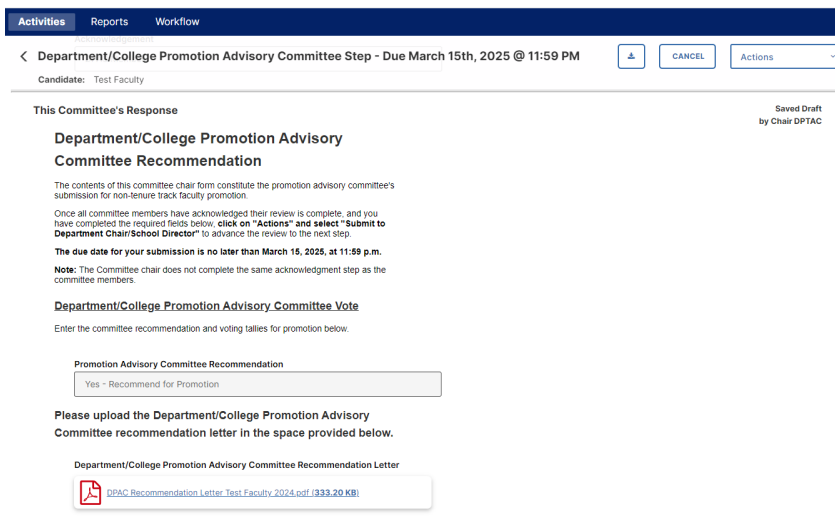 Activities Reports Workflow
Acknowledgement
Department/College Promotion Advisory Committee Step - Due March 15th, 2025 @ 11:59 PM
CANCEL
Actions
Candidate: Test Faculty
This Committee's Response
Saved Draft
by Chair DPTAC
Department/College Promotion Advisory
Committee Recommendation
The contents of this committee chair form constitute the promotion advisory committee's
submission for non-tenure track faculty promotion.
Once all committee members have acknowledged their review is complete, and you
have completed the required fields below, click on "Actions" and select "Submit to
Department Chair/School Director" to advance the review to the next step.
The due date for your submission is no later than March 15, 2025, at 11:59 p.m.
Note: The Committee chair does not complete the same acknowledgment step as the
committee members.
Department/College Promotion Advisory Committee Vote
Enter the committee recommendation and voting tallies for promotion below.
Promotion Advisory Committee Recommendation
Yes - Recommend for Promotion
Please upload the Department/College Promotion Advisory
Committee recommendation letter in the space provided below.
Department/College Promotion Advisory Committee Recommendation Letter
DPAC Recommendation Letter Test Faculty 2024.pdf (333.20 KB)